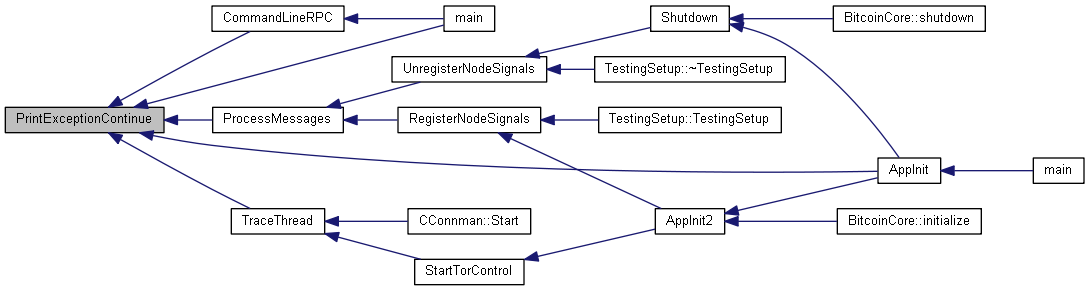 CommandLineRPC
main
Shutdown
BitcoinCore::shutdown
UnregisterNodeSignals
TestingSetup::~TestingSetup
PrintExceptionContinue
ProcessMessages
RegisterNodeSignals
TestingSetup::TestingSetup
AppInit
main
TraceThread
CConnman::Start
AppInit2
BitcoinCore::initialize
StartTorControl